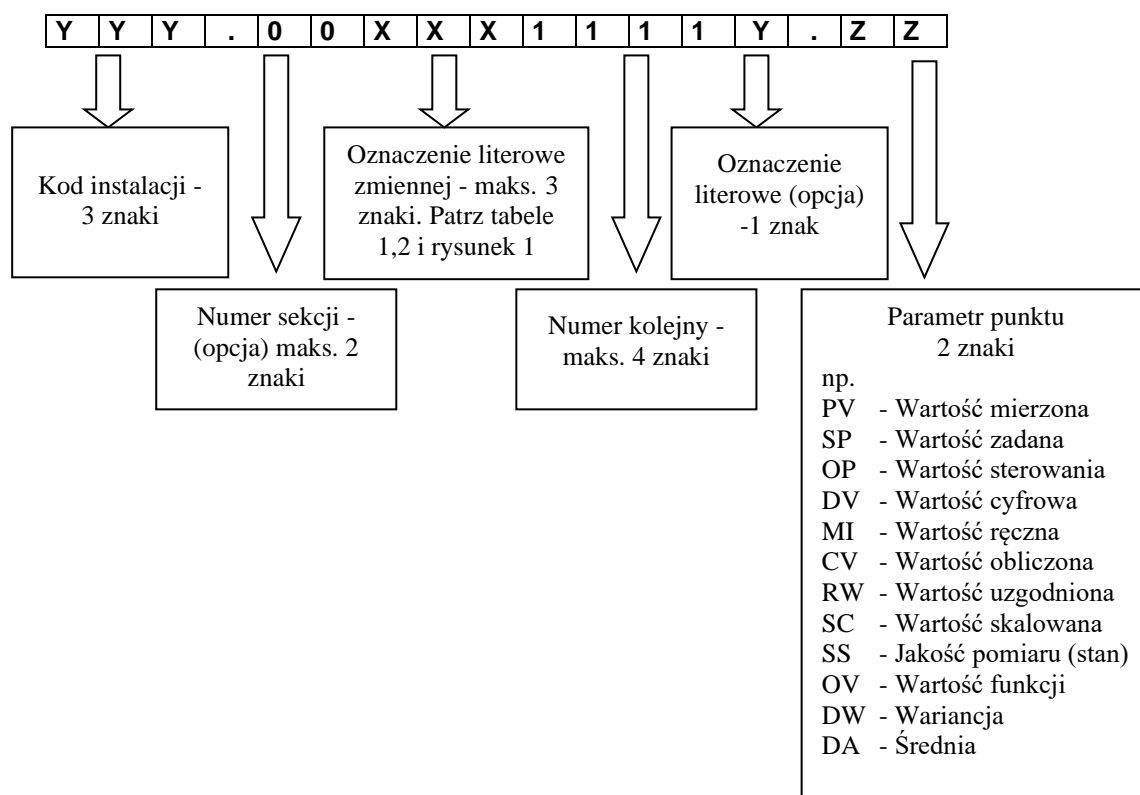 Y Y Y . 0 0 X X X 1 1 1 1 Y . Z Z
Kod instalacji -
3 znaki
Oznaczenie literowe
zmiennej - maks. 3
znaki. Patrz tabele
1,2 i rysunek 1
Oznaczenie
literowe (opcja)
-1 znak
Numer sekcji -
(opcja) maks. 2
znaki
Numer kolejny -
maks. 4 znaki
Parametr punktu
2 znaki
np.
PV - Wartość mierzona
SP - Wartość zadana
OP - Wartość sterowania
DV - Wartość cyfrowa
MI - Wartość ręczna
CV - Wartość obliczona
RW - Wartość uzgodniona
SC - Wartość skalowana
SS - Jakość pomiaru (stan)
OV - Wartość funkcji
DW - Wariancja
DA - Średnia